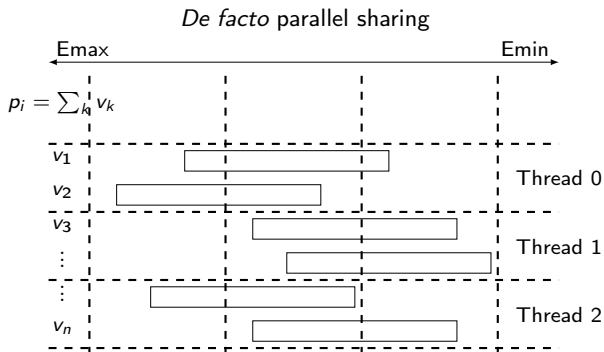 De facto parallel sharing
Emax Emin
p_i = ∑_k v_k
v_1
Thread 0
v_2
v_3
Thread 1
⋮
⋮
Thread 2
v_n